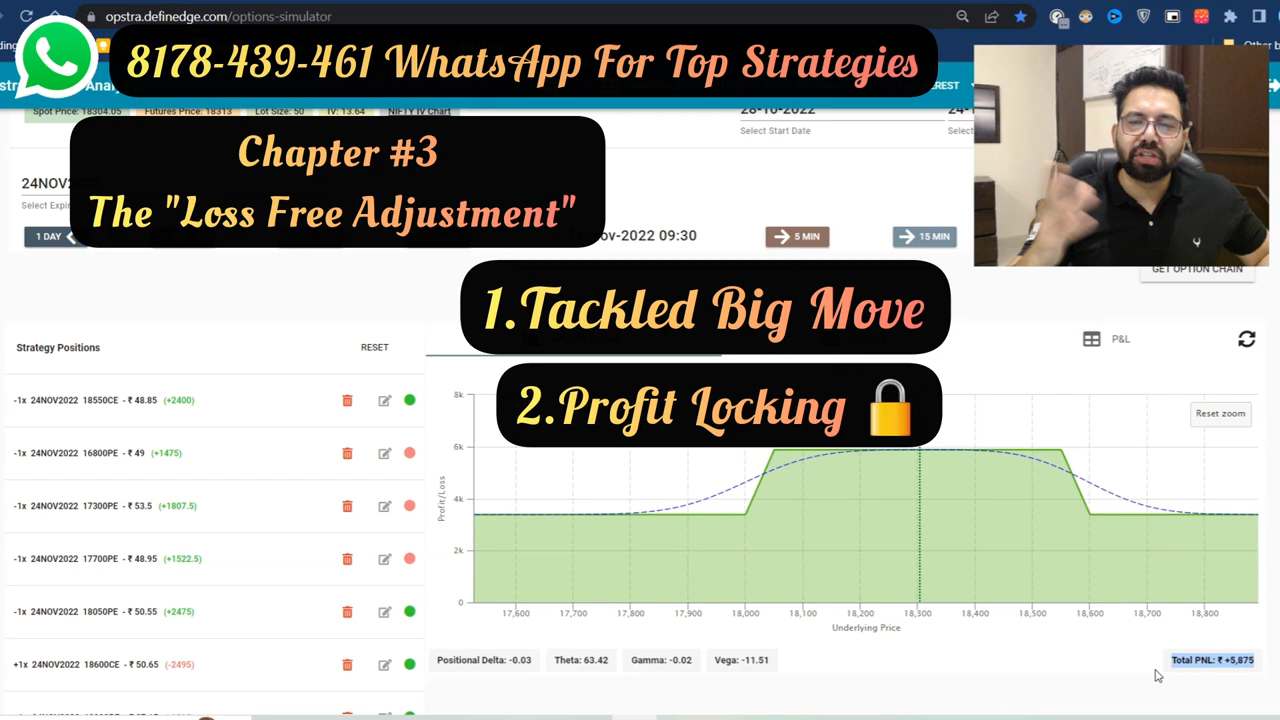 opstra.definedge.com/options-simulator
8178-439-461 WhatsApp For Top Strategies
Spot Price: 18304.05
Futures Price: 18313
Lot Size: 50
IV: 13.64
NIFTY IV Chart
28-10-2022
Select Start Date
Chapter #3
The "Loss Free Adjustment"
24NOV
Select Expi
1 DAY
ov-2022 09:30
5 MIN
15 MIN
GET OPTION CHAIN
1.Tackled Big Move
2.Profit Locking
Strategy Positions
RESET
P&L
-1x 24NOV2022 18550CE - ₹ 48.85 (+2400)
-1x 24NOV2022 16800PE - ₹ 49 (+1475)
-1x 24NOV2022 17300PE - ₹ 53.5 (+1807.5)
-1x 24NOV2022 17700PE - ₹ 48.95 (+1522.5)
-1x 24NOV2022 18050PE - ₹ 50.55 (+2475)
+1x 24NOV2022 18600CE - ₹ 50.65 (-2495)
Reset zoom
8k
6k
4k
2k
0
Profit/Loss
17,600 17,700 17,800 17,900 18,000 18,100 18,200 18,300 18,400 18,500 18,600 18,700 18,800
Underlying Price
Positional Delta: -0.03
Theta: 63.42
Gamma: -0.02
Vega: -11.51
Total PNL: ₹ +5,875